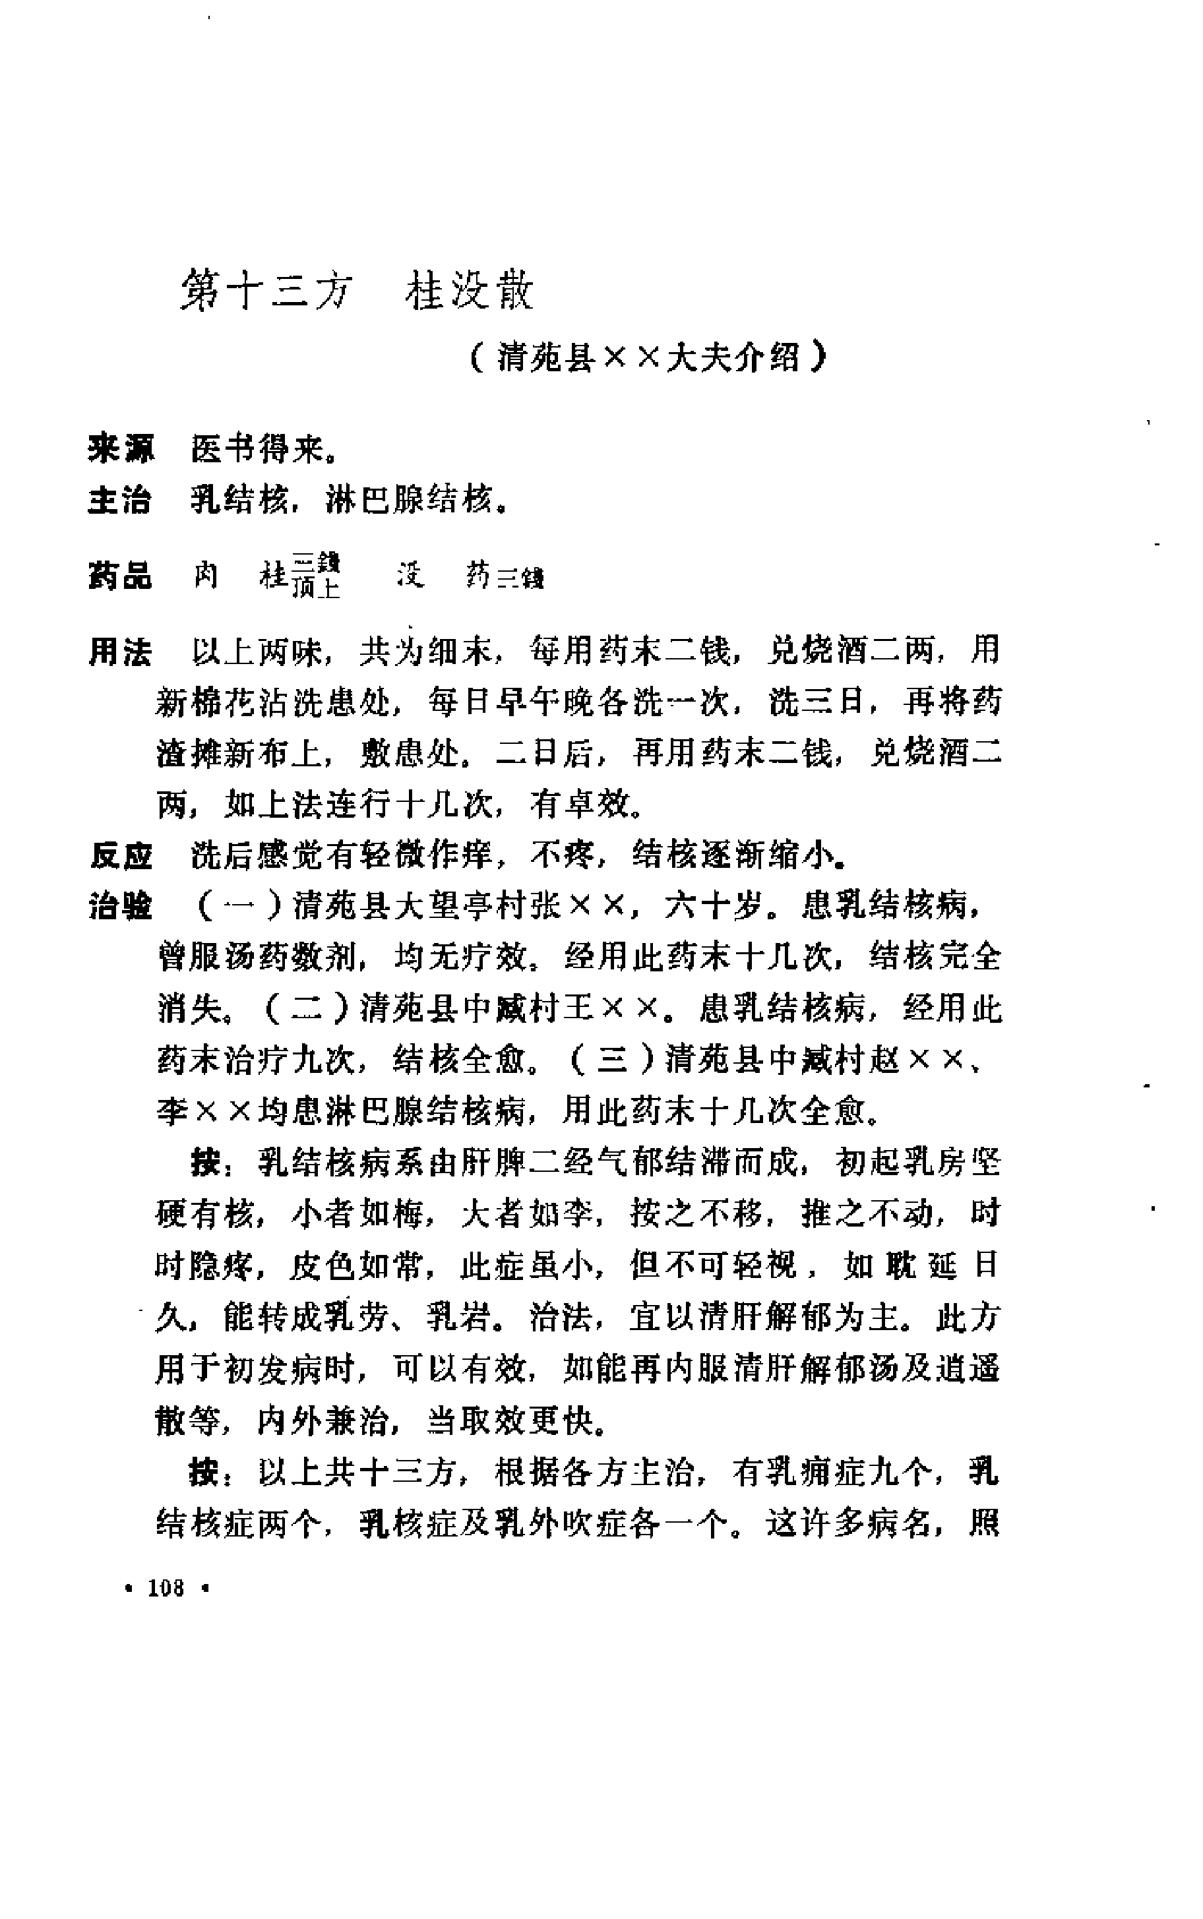 第十三方　桂没散
（清苑县××大夫介绍）
来源　医书得来。
主治　乳结核，淋巴腺结核。
药品　肉　桂三錢顶上　没　药三錢
用法　以上两味，共为细末，每用药末二钱，兑烧酒二两，用
新棉花沾洗患处，每日早午晚各洗一次，洗三日，再将药
渣摊新布上，敷患处。二日后，再用药末二钱，兑烧酒二
两，如上法连行十几次，有卓效。
反应　洗后感觉有轻微作痒，不疼，结核逐渐缩小。
治验　（一）清苑县大望亭村张××，六十岁。患乳结核病，
曾服汤药数剂，均无疗效。经用此药末十几次，结核完全
消失。（二）清苑县中臧村王××。患乳结核病，经用此
药末治疗九次，结核全愈。（三）清苑县中臧村赵××、
李××均患淋巴腺结核病，用此药末十几次全愈。
按：乳结核病系由肝脾二经气郁结滞而成，初起乳房坚
硬有核，小者如梅，大者如李，按之不移，推之不动，时
时隐疼，皮色如常，此症虽小，但不可轻视，如耽延日
久，能转成乳劳、乳岩。治法，宜以清肝解郁为主。此方
用于初发病时，可以有效，如能再内服清肝解郁汤及逍遥
散等，内外兼治，当取效更快。
按：以上共十三方，根据各方主治，有乳痈症九个，乳
结核症两个，乳核症及乳外吹症各一个。这许多病名，照
• 108 •